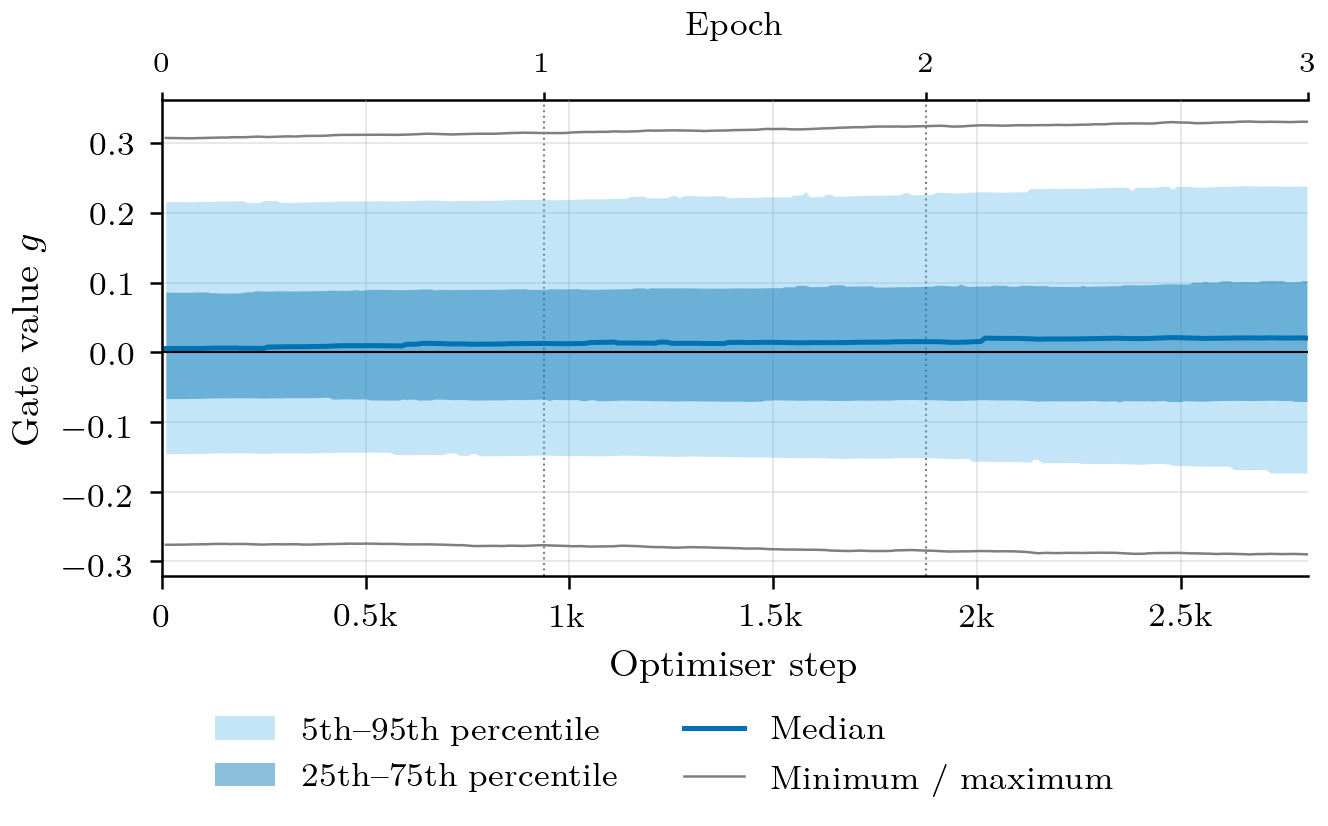 Epoch
0 1 2 3
0.3
0.2
0.1
0.0
−0.1
−0.2
−0.3
Gate value g
0 0.5k 1k 1.5k 2k 2.5k
Optimiser step
5th–95th percentile
25th–75th percentile
Median
Minimum / maximum